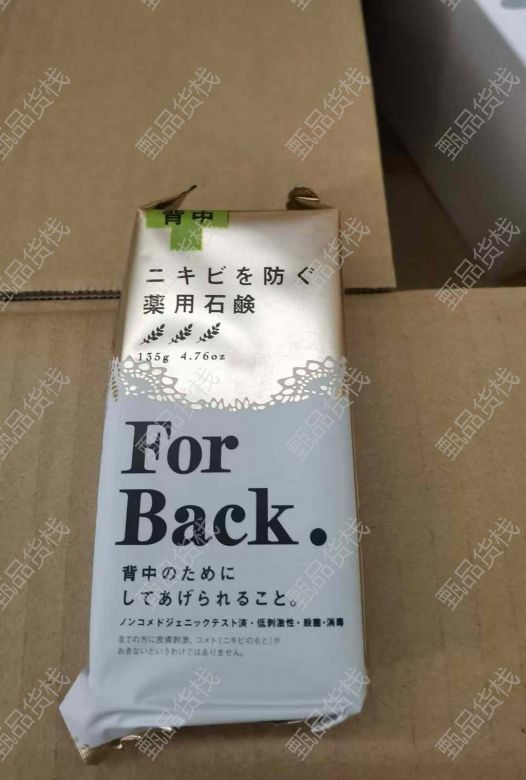 背中
ニキビを防ぐ
薬用石鹸
135g 4.76oz
For
Back.
背中のために
してあげられること。
ノンコメドジェニックテスト済・低刺激性・殺菌・消毒
全ての方に皮膚刺激、コメド(ニキビのもと)が
おきないというわけではありません。
甄品货栈